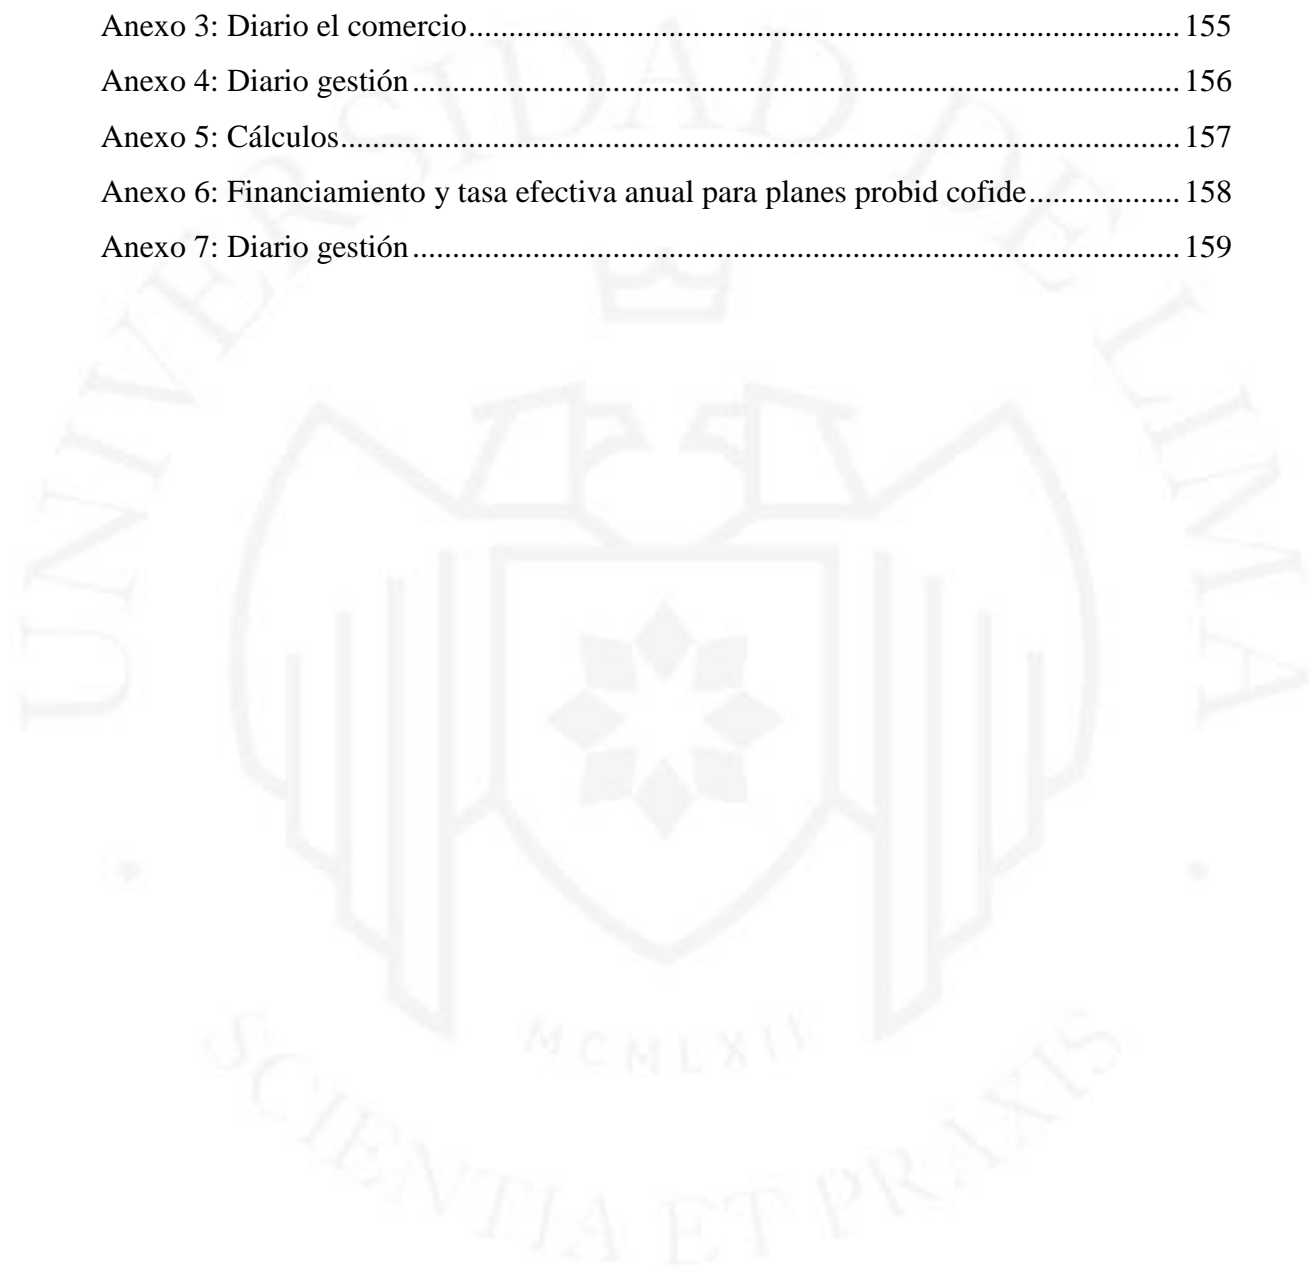 Anexo 3: Diario el comercio......................................................................................... 155
Anexo 4: Diario gestión................................................................................................ 156
Anexo 5: Cálculos......................................................................................................... 157
Anexo 6: Financiamiento y tasa efectiva anual para planes probid cofide................... 158
Anexo 7: Diario gestión................................................................................................ 159
UNIVERSIDAD DE LIMA
MCMLXII
SCIENTIA ET PRAXIS